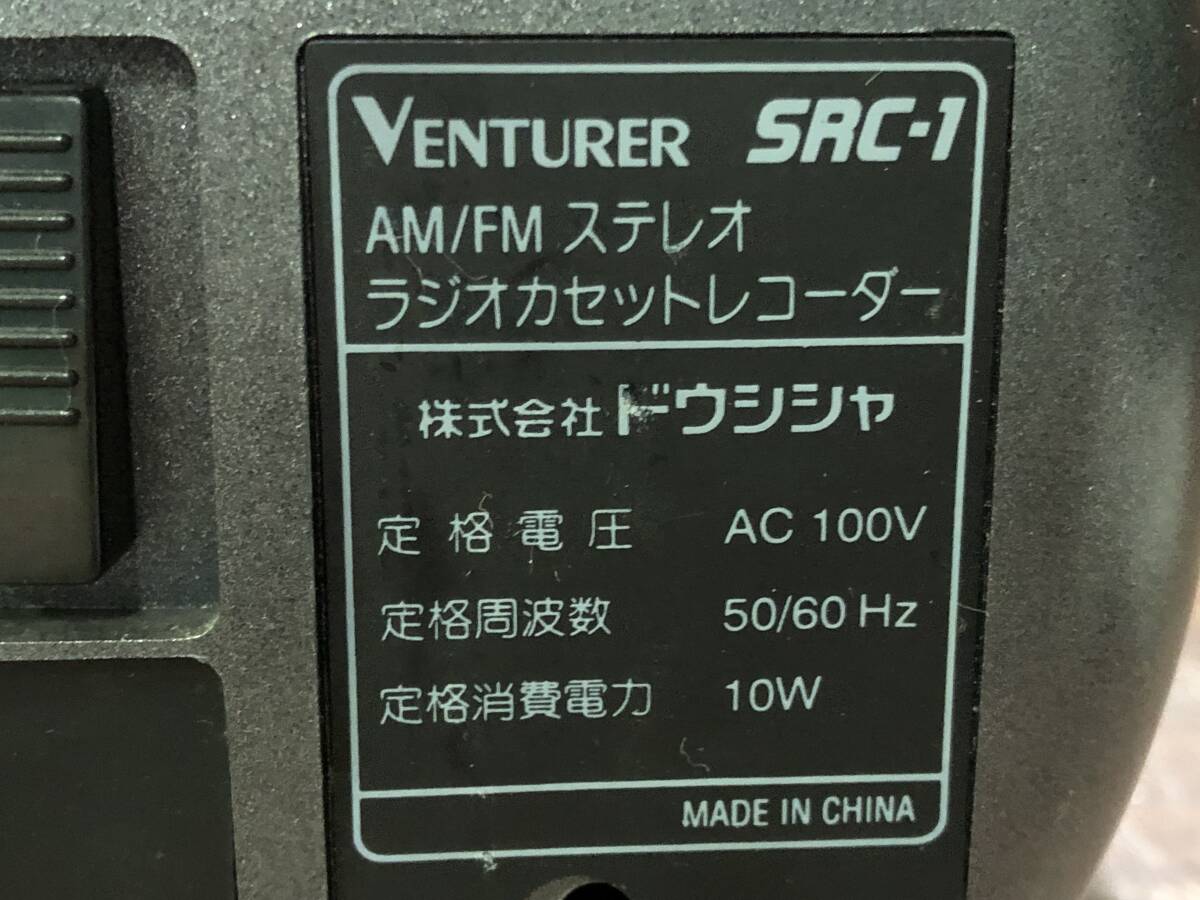 VENTURER SRC-1
AM/FM ステレオ
ラジオカセットレコーダー
株式会社 ドウシシャ
定格電圧 AC 100V
定格周波数 50/60 Hz
定格消費電力 10W
MADE IN CHINA